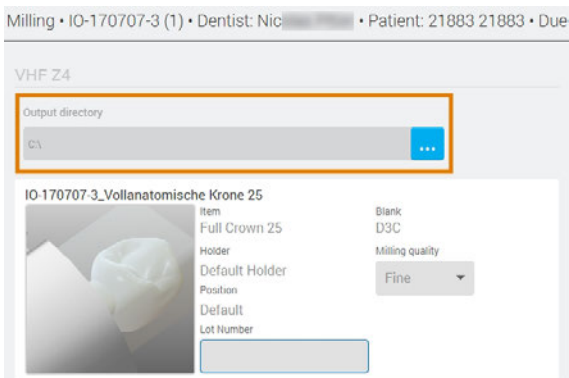 Milling • IO-170707-3 (1) • Dentist: • Patient: 21883 21883 • Due
VHF Z4
Output directory
C:\
...
IO-170707-3_Vollanatomische Krone 25
Item
Full Crown 25
Blank
D3C
Holder
Default Holder
Milling quality
Fine
Position
Default
Lot Number